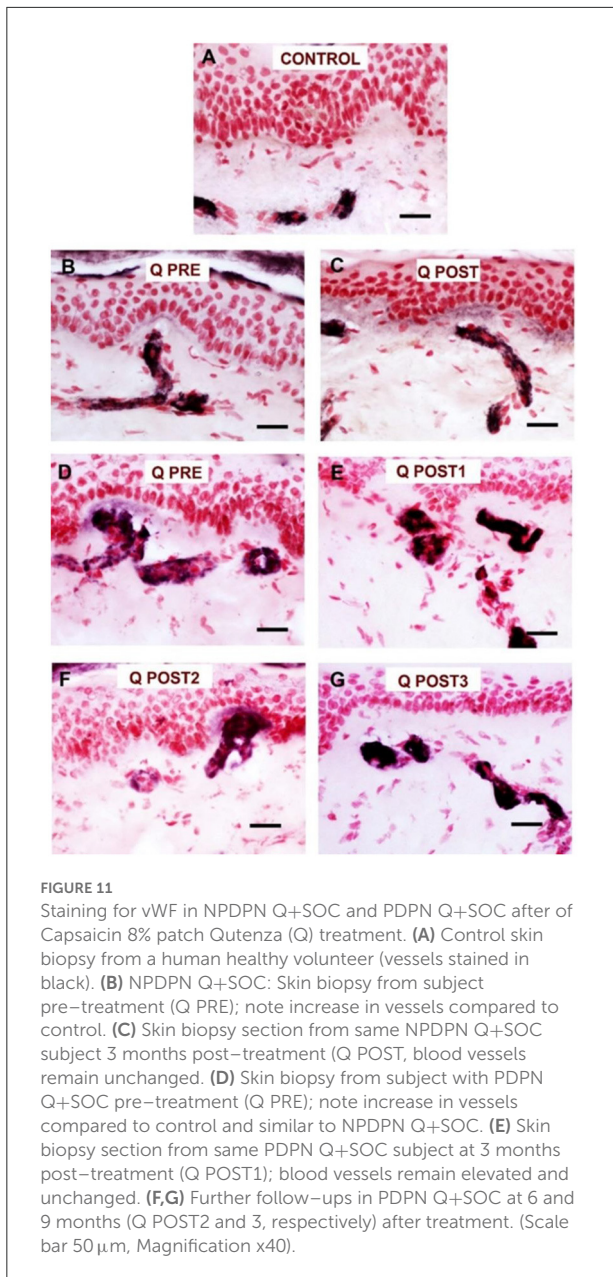 A
CONTROL
B
Q PRE
C
Q POST
D
Q PRE
E
Q POST1
F
Q POST2
G
Q POST3
FIGURE 11
Staining for vWF in NPDPN Q+SOC and PDPN Q+SOC after of
Capsaicin 8% patch Qutenza (Q) treatment. (A) Control skin
biopsy from a human healthy volunteer (vessels stained in
black). (B) NPDPN Q+SOC: Skin biopsy from subject
pre–treatment (Q PRE); note increase in vessels compared to
control. (C) Skin biopsy section from same NPDPN Q+SOC
subject 3 months post–treatment (Q POST, blood vessels
remain unchanged. (D) Skin biopsy from subject with PDPN
Q+SOC pre–treatment (Q PRE); note increase in vessels
compared to control and similar to NPDPN Q+SOC. (E) Skin
biopsy section from same PDPN Q+SOC subject at 3 months
post–treatment (Q POST1); blood vessels remain elevated and
unchanged. (F,G) Further follow–ups in PDPN Q+SOC at 6 and
9 months (Q POST2 and 3, respectively) after treatment. (Scale
bar 50 μm, Magnification x40).